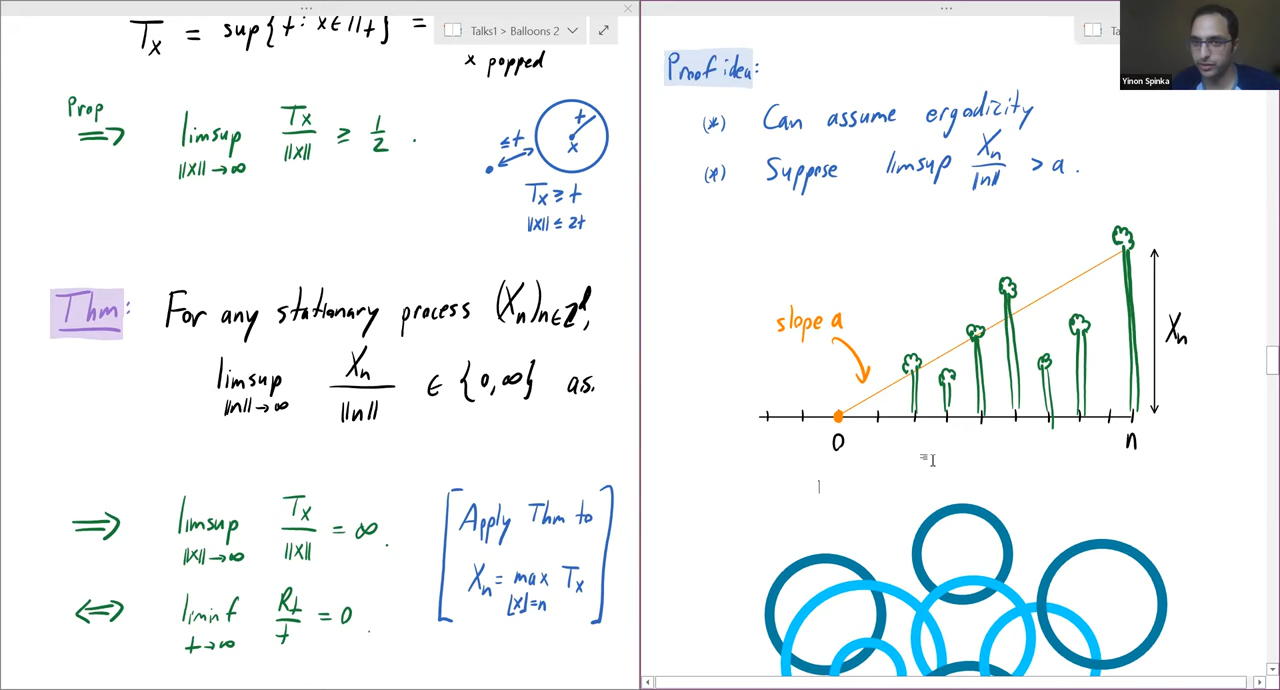 T_x = sup{t : x ∈ Π_t} =
x popped
Talks1 > Balloons 2
Prop
⟹ limsup_{‖x‖→∞} T_x/‖x‖ ≥ 1/2.
≤t
t
x
T_x ≥ t
‖x‖ ≤ 2t
Thm: For any stationary process (X_n)_{n∈ℤ^d},
limsup_{‖n‖→∞} X_n/‖n‖ ∈ {0,∞} as.
⟹ limsup_{‖x‖→∞} T_x/‖x‖ = ∞.
⟺ liminf_{t→∞} R_t/t = 0.
[Apply Thm to
X_n = max_{⌊x⌋=n} T_x]
Yinon Spinka
Proof idea:
(*) Can assume ergodicity
(*) Suppose limsup X_n/‖n‖ > a.
slope a
X_n
0
n